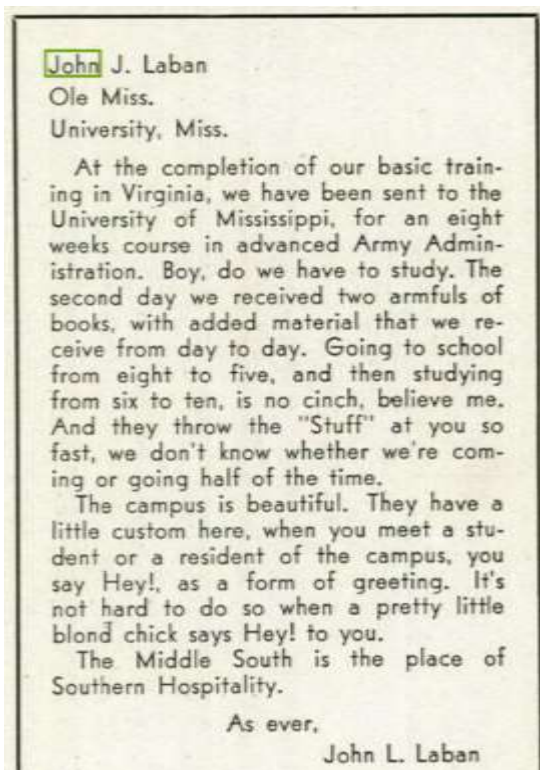 John J. Laban
Ole Miss.
University, Miss.
At the completion of our basic train-
ing in Virginia, we have been sent to the
University of Mississippi, for an eight
weeks course in advanced Army Admin-
istration. Boy, do we have to study. The
second day we received two armfuls of
books, with added material that we re-
ceive from day to day. Going to school
from eight to five, and then studying
from six to ten, is no cinch, believe me.
And they throw the "Stuff" at you so
fast, we don't know whether we're com-
ing or going half of the time.
The campus is beautiful. They have a
little custom here, when you meet a stu-
dent or a resident of the campus, you
say Hey!, as a form of greeting. It's
not hard to do so when a pretty little
blond chick says Hey! to you.
The Middle South is the place of
Southern Hospitality.
As ever,
John L. Laban